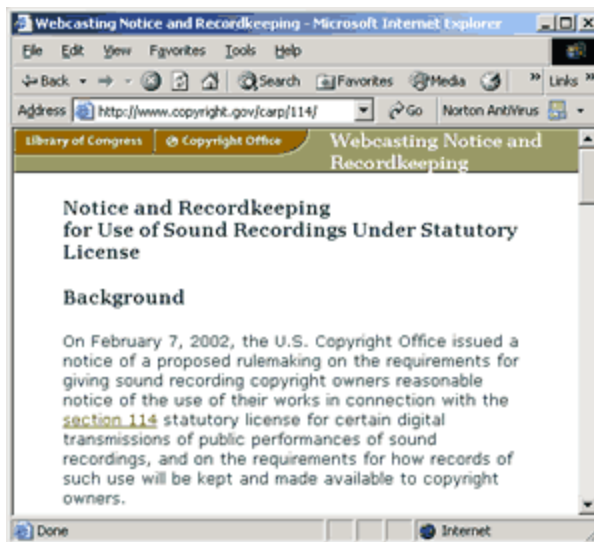 Webcasting Notice and Recordkeeping - Microsoft Internet Explorer
File Edit View Favorites Tools Help
Back Search Favorites Media » Links »
Address http://www.copyright.gov/carp/114/ Go Norton AntiVirus
Library of Congress Copyright Office Webcasting Notice and
Recordkeeping
Notice and Recordkeeping
for Use of Sound Recordings Under Statutory
License
Background
On February 7, 2002, the U.S. Copyright Office issued a
notice of a proposed rulemaking on the requirements for
giving sound recording copyright owners reasonable
notice of the use of their works in connection with the
section 114 statutory license for certain digital
transmissions of public performances of sound
recordings, and on the requirements for how records of
such use will be kept and made available to copyright
owners.
Done Internet